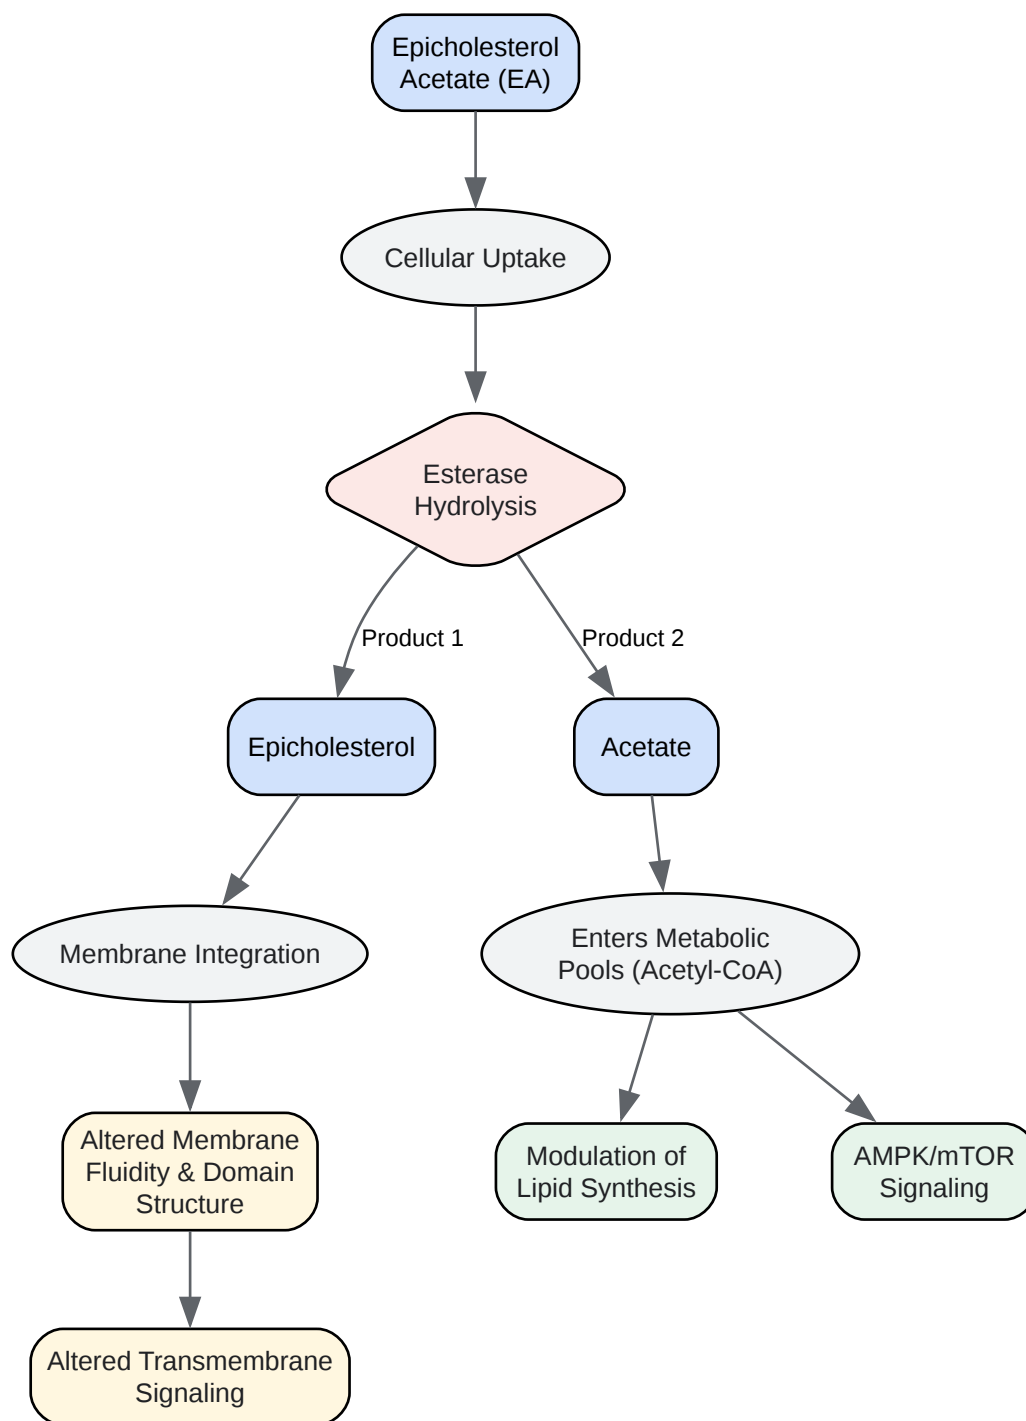 Epicholesterol
Acetate (EA)
Cellular Uptake
Esterase
Hydrolysis
Product 1
Product 2
Epicholesterol
Acetate
Membrane Integration
Enters Metabolic
Pools (Acetyl-CoA)
Altered Membrane
Fluidity & Domain
Structure
Modulation of
Lipid Synthesis
AMPK/mTOR
Signaling
Altered Transmembrane
Signaling